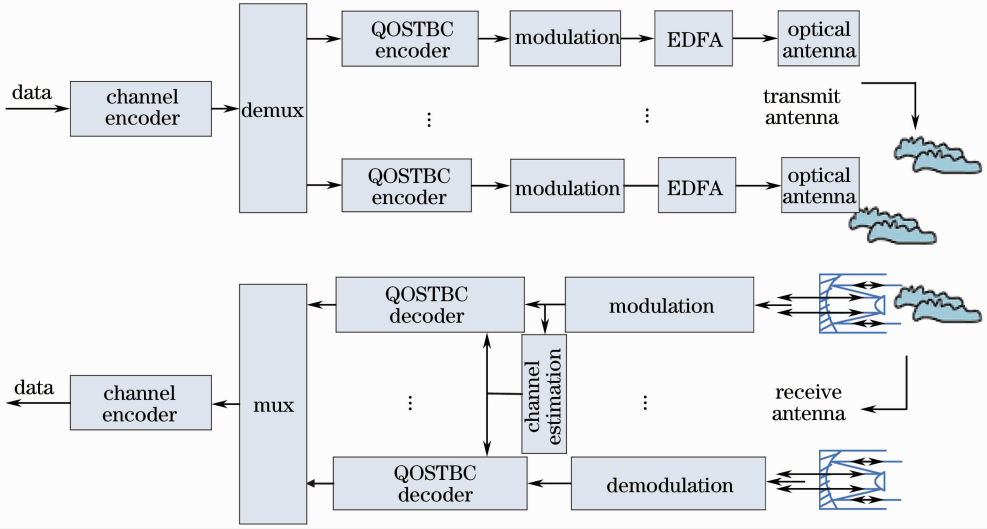 data
channel
encoder
demux
QOSTBC
encoder
modulation
EDFA
optical
antenna
⋮
⋮
transmit
antenna
QOSTBC
encoder
modulation
EDFA
optical
antenna
data
channel
encoder
mux
QOSTBC
decoder
modulation
channel
estimation
⋮
⋮
receive
antenna
QOSTBC
decoder
demodulation